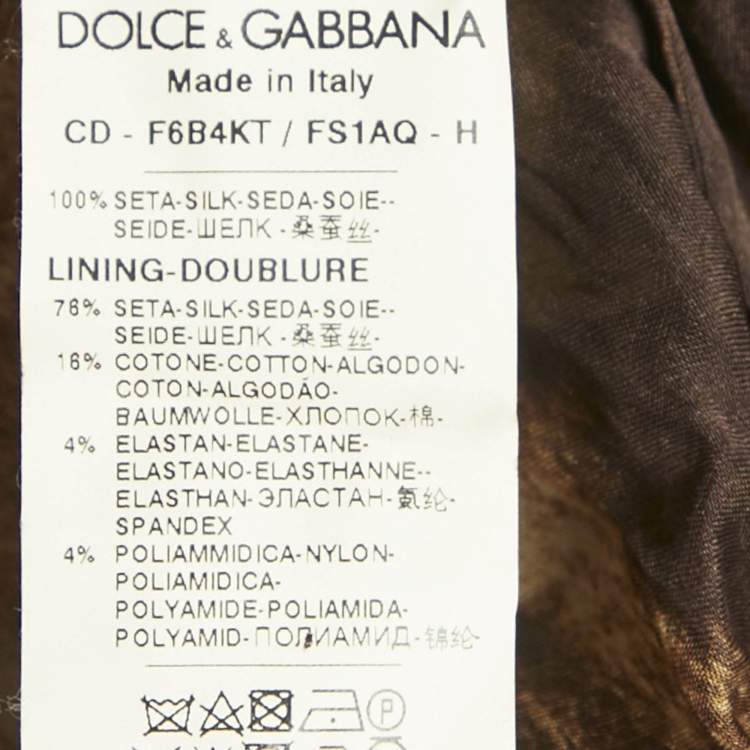 DOLCE & GABBANA
Made in Italy
CD - F6B4KT / FS1AQ - H
100% SETA-SILK-SEDA-SOIE--
SEIDE-ШЕЛК-桑蚕丝-
LINING-DOUBLURE
76% SETA-SILK-SEDA-SOIE--
SEIDE-ШЕЛК-桑蚕丝-
16% COTONE-COTTON-ALGODON-
COTON-ALGODÃO-
BAUMWOLLE-ХЛОПОК-棉-
4% ELASTAN-ELASTANE-
ELASTANO-ELASTHANNE--
ELASTHAN-ЭЛАСТАН-氨纶-
SPANDEX
4% POLIAMMIDICA-NYLON-
POLIAMIDICA-
POLYAMIDE-POLIAMIDA-
POLYAMID-ПОЛИАМИД-锦纶-
P